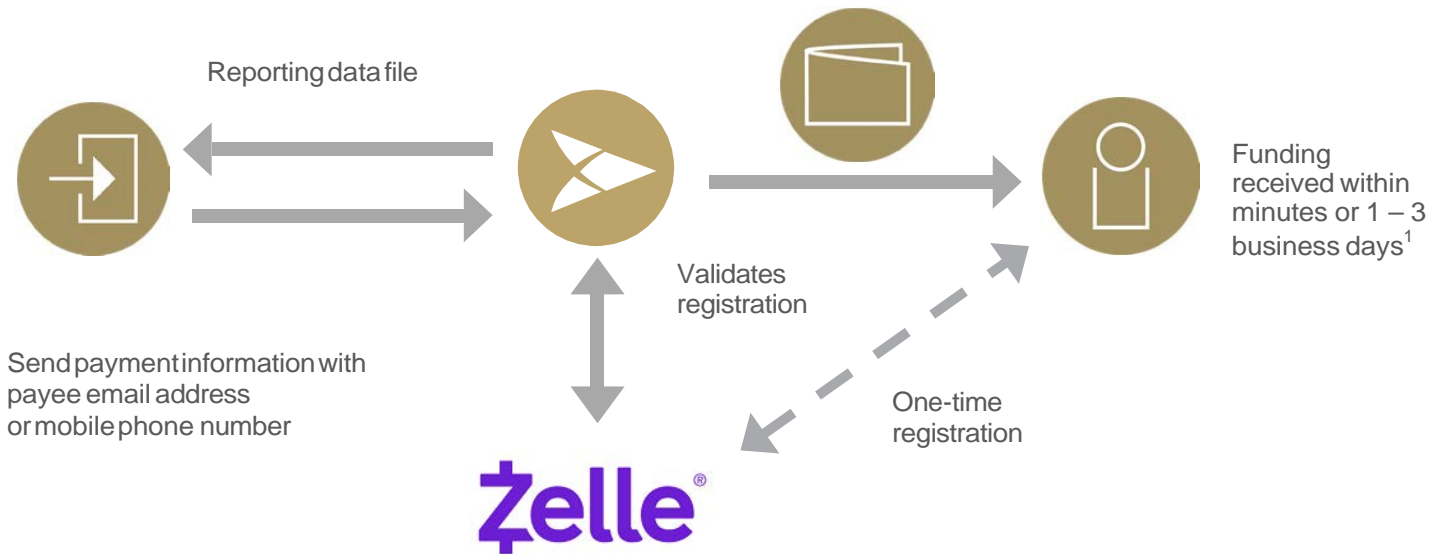 Reporting data file
Funding
received within
minutes or 1 – 3
business days¹
Validates
registration
Send payment information with
payee email address
or mobile phone number
One-time
registration
Zelle®